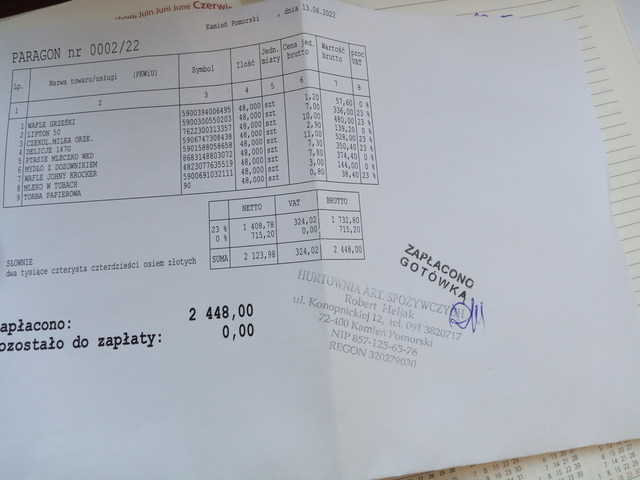 Juin Juni June Czerwi
Kamień Pomorski , dnia 13.06.2022
PARAGON nr 0002/22
Lp. Nazwa towaru/usługi (PKWiU) Symbol Ilość Jedn. miary Cena jed. brutto Wartość brutto proc VAT
1 2 3 4 5 6 7 8
1 WAFLE GRZEŚKI 5900394006495 48,000 szt 1,20 57,60 0 %
2 LIPTON 50 5900300550203 48,000 szt 7,00 336,00 23 %
3 CZEKOL.MILKA ORZE. 7622300313357 48,000 szt 10,00 480,00 23 %
4 DELICJE 147G 5906747308438 48,000 szt 2,90 139,20 0 %
5 PTASIE MLECZKO WED 5901588058658 48,000 szt 11,00 528,00 23 %
6 MYDŁO Z DOZOWNIKIEM 8683148803072 48,000 szt 7,30 350,40 23 %
7 WAFLE JOHNY KROCKER 4823077635519 48,000 szt 7,80 374,40 0 %
8 MLEKO W TUBACH 5900691032111 48,000 szt 3,00 144,00 0 %
9 TORBA PAPIEROWA 90 48,000 szt 0,80 38,40 23 %
NETTO VAT BRUTTO
23 % 1 408,78 324,02 1 732,80
0 % 715,20 0,00 715,20
SUMA 2 123,98 324,02 2 448,00
SŁOWNIE
dwa tysiące czterysta czterdzieści osiem złotych
apłacono: 2 448,00
ozostało do zapłaty: 0,00
ZAPŁACONO
GOTÓWKĄ
HURTOWNIA ART. SPOŻYWCZYCH
Robert Heljak
ul. Konopnickiej 12, tel. 091 3820717
72-400 Kamień Pomorski
NIP 857-125-65-76
REGON 320279030